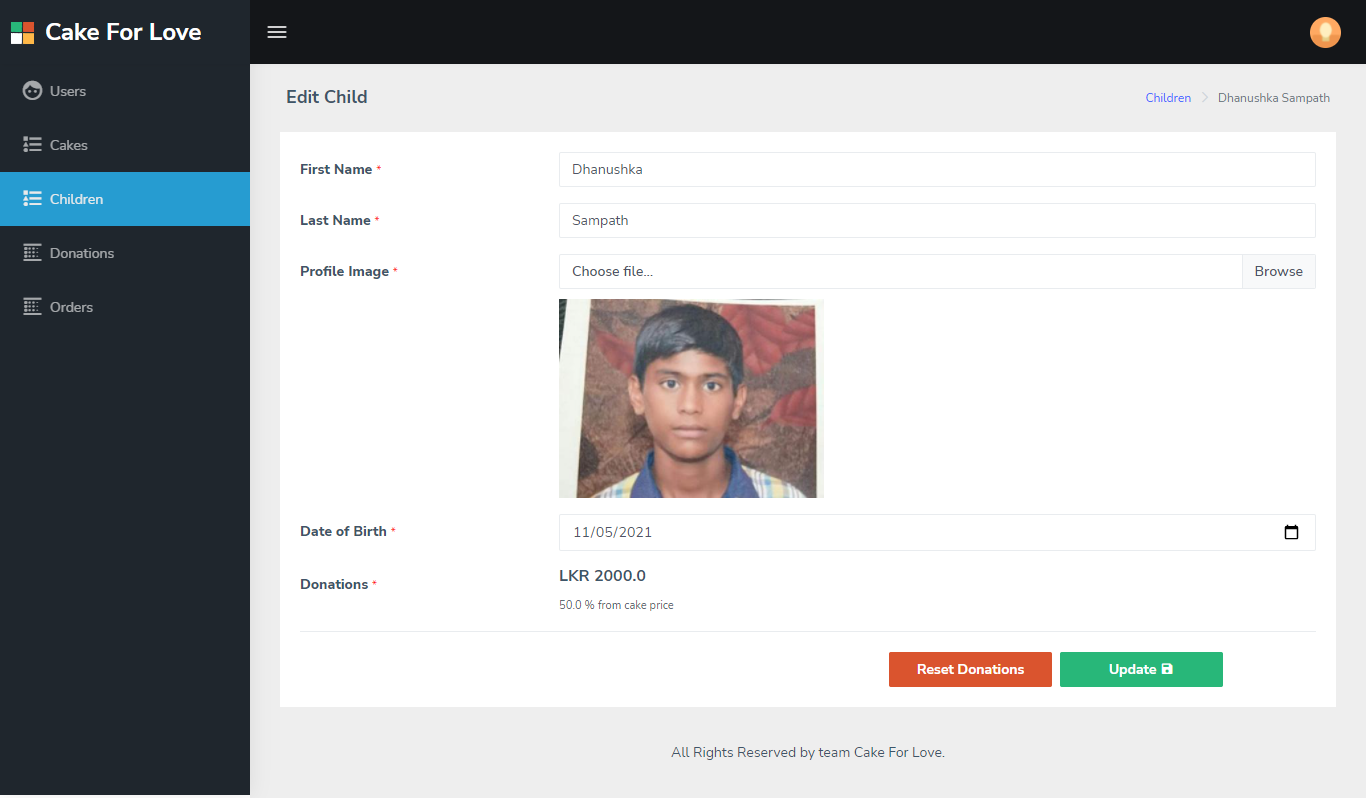 Cake For Love
Users
Cakes
Children
Donations
Orders
Edit Child
Children > Dhanushka Sampath
First Name * Dhanushka
Last Name * Sampath
Profile Image * Choose file... Browse
Date of Birth * 11/05/2021
Donations * LKR 2000.0
50.0 % from cake price
Reset Donations Update
All Rights Reserved by team Cake For Love.